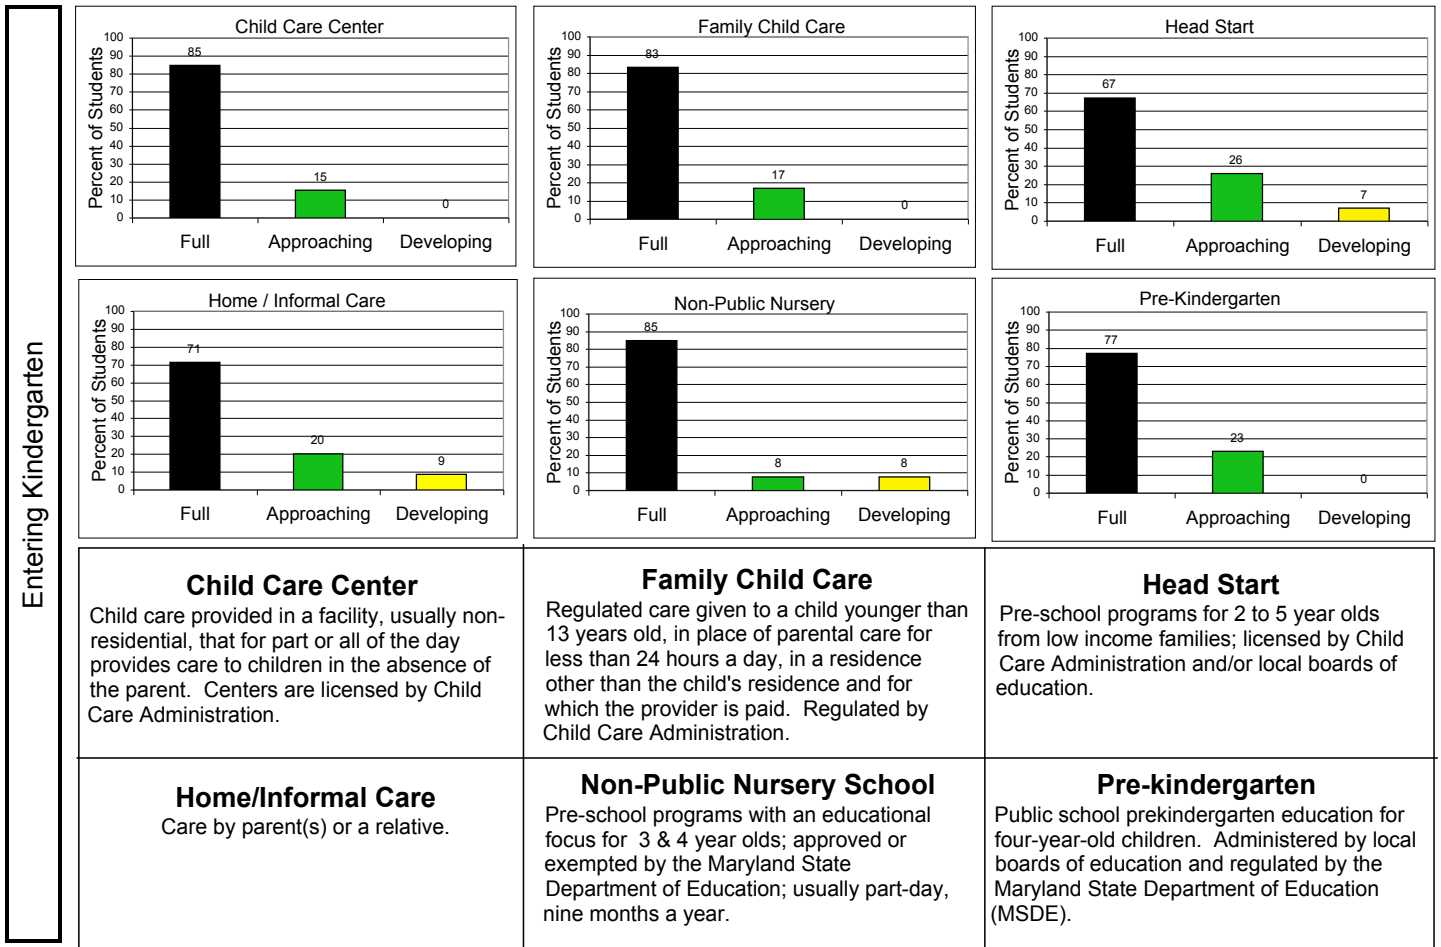 Entering Kindergarten
Child Care Center
Percent of Students
100
90
80
70
60
50
40
30
20
10
0
85
15
0
Full Approaching Developing
Family Child Care
Percent of Students
100
90
80
70
60
50
40
30
20
10
0
83
17
0
Full Approaching Developing
Head Start
Percent of Students
100
90
80
70
60
50
40
30
20
10
0
67
26
7
Full Approaching Developing
Home / Informal Care
Percent of Students
100
90
80
70
60
50
40
30
20
10
0
71
20
9
Full Approaching Developing
Non-Public Nursery
Percent of Students
100
90
80
70
60
50
40
30
20
10
0
85
8
8
Full Approaching Developing
Pre-Kindergarten
Percent of Students
100
90
80
70
60
50
40
30
20
10
0
77
23
0
Full Approaching Developing
Child Care Center
Child care provided in a facility, usually non-
residential, that for part or all of the day
provides care to children in the absence of
the parent.  Centers are licensed by Child
Care Administration.
Family Child Care
Regulated care given to a child younger than
13 years old, in place of parental care for
less than 24 hours a day, in a residence
other than the child's residence and for
which the provider is paid.  Regulated by
Child Care Administration.
Head Start
Pre-school programs for 2 to 5 year olds
from low income families; licensed by Child
Care Administration and/or local boards of
education.
Home/Informal Care
Care by parent(s) or a relative.
Non-Public Nursery School
Pre-school programs with an educational
focus for  3 & 4 year olds; approved or
exempted by the Maryland State
Department of Education; usually part-day,
nine months a year.
Pre-kindergarten
Public school prekindergarten education for
four-year-old children.  Administered by local
boards of education and regulated by the
Maryland State Department of Education
(MSDE).